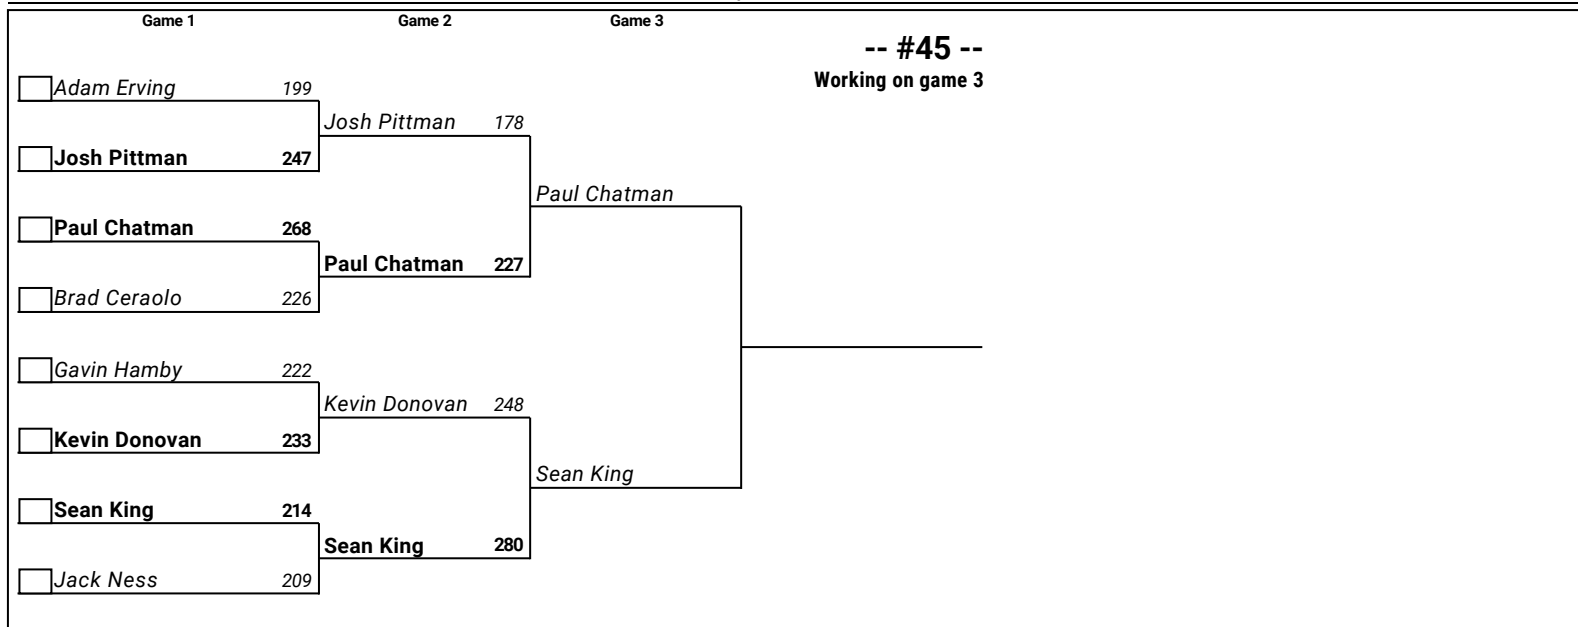 Game 1 Game 2 Game 3
-- #45 --
Working on game 3
Adam Erving 199
Josh Pittman 178
Josh Pittman 247
Paul Chatman
Paul Chatman 268
Paul Chatman 227
Brad Ceraolo 226
Gavin Hamby 222
Kevin Donovan 248
Kevin Donovan 233
Sean King
Sean King 214
Sean King 280
Jack Ness 209